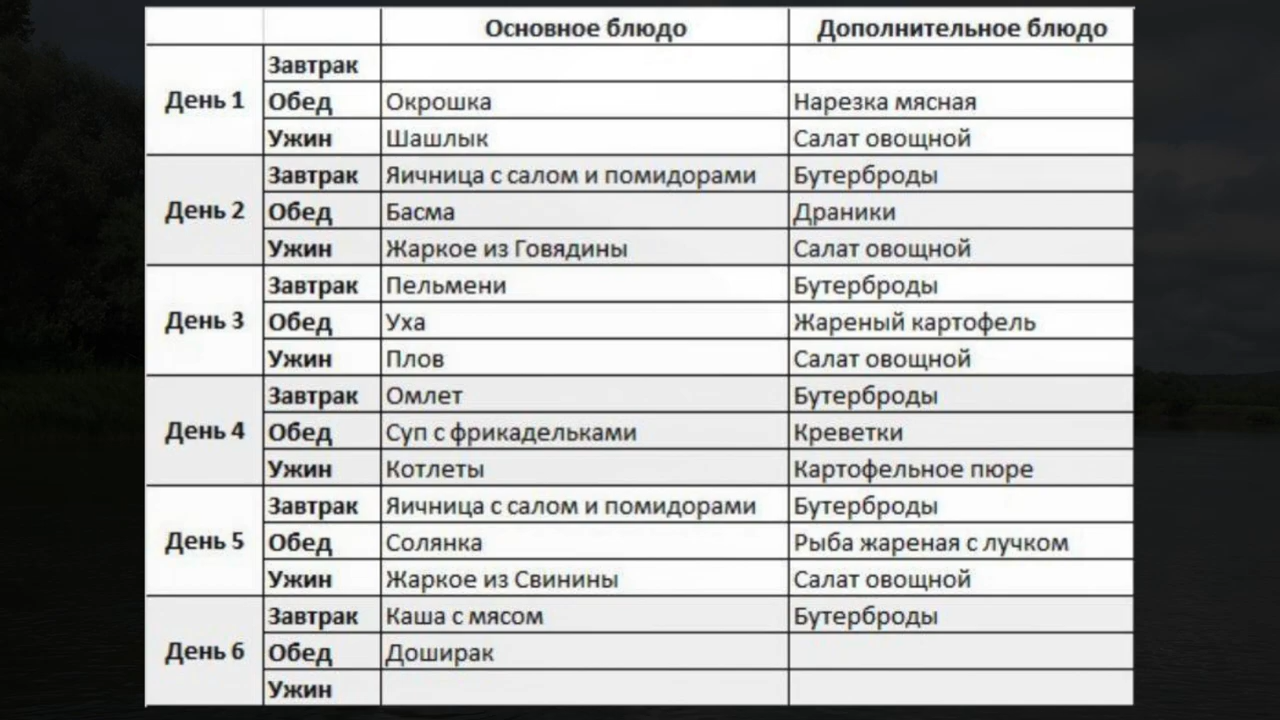 Основное блюдо Дополнительное блюдо
День 1
Завтрак
Обед Окрошка Нарезка мясная
Ужин Шашлык Салат овощной
День 2
Завтрак Яичница с салом и помидорами Бутерброды
Обед Басма Драники
Ужин Жаркое из Говядины Салат овощной
День 3
Завтрак Пельмени Бутерброды
Обед Уха Жареный картофель
Ужин Плов Салат овощной
День 4
Завтрак Омлет Бутерброды
Обед Суп с фрикадельками Креветки
Ужин Котлеты Картофельное пюре
День 5
Завтрак Яичница с салом и помидорами Бутерброды
Обед Солянка Рыба жареная с лучком
Ужин Жаркое из Свинины Салат овощной
День 6
Завтрак Каша с мясом Бутерброды
Обед Доширак
Ужин